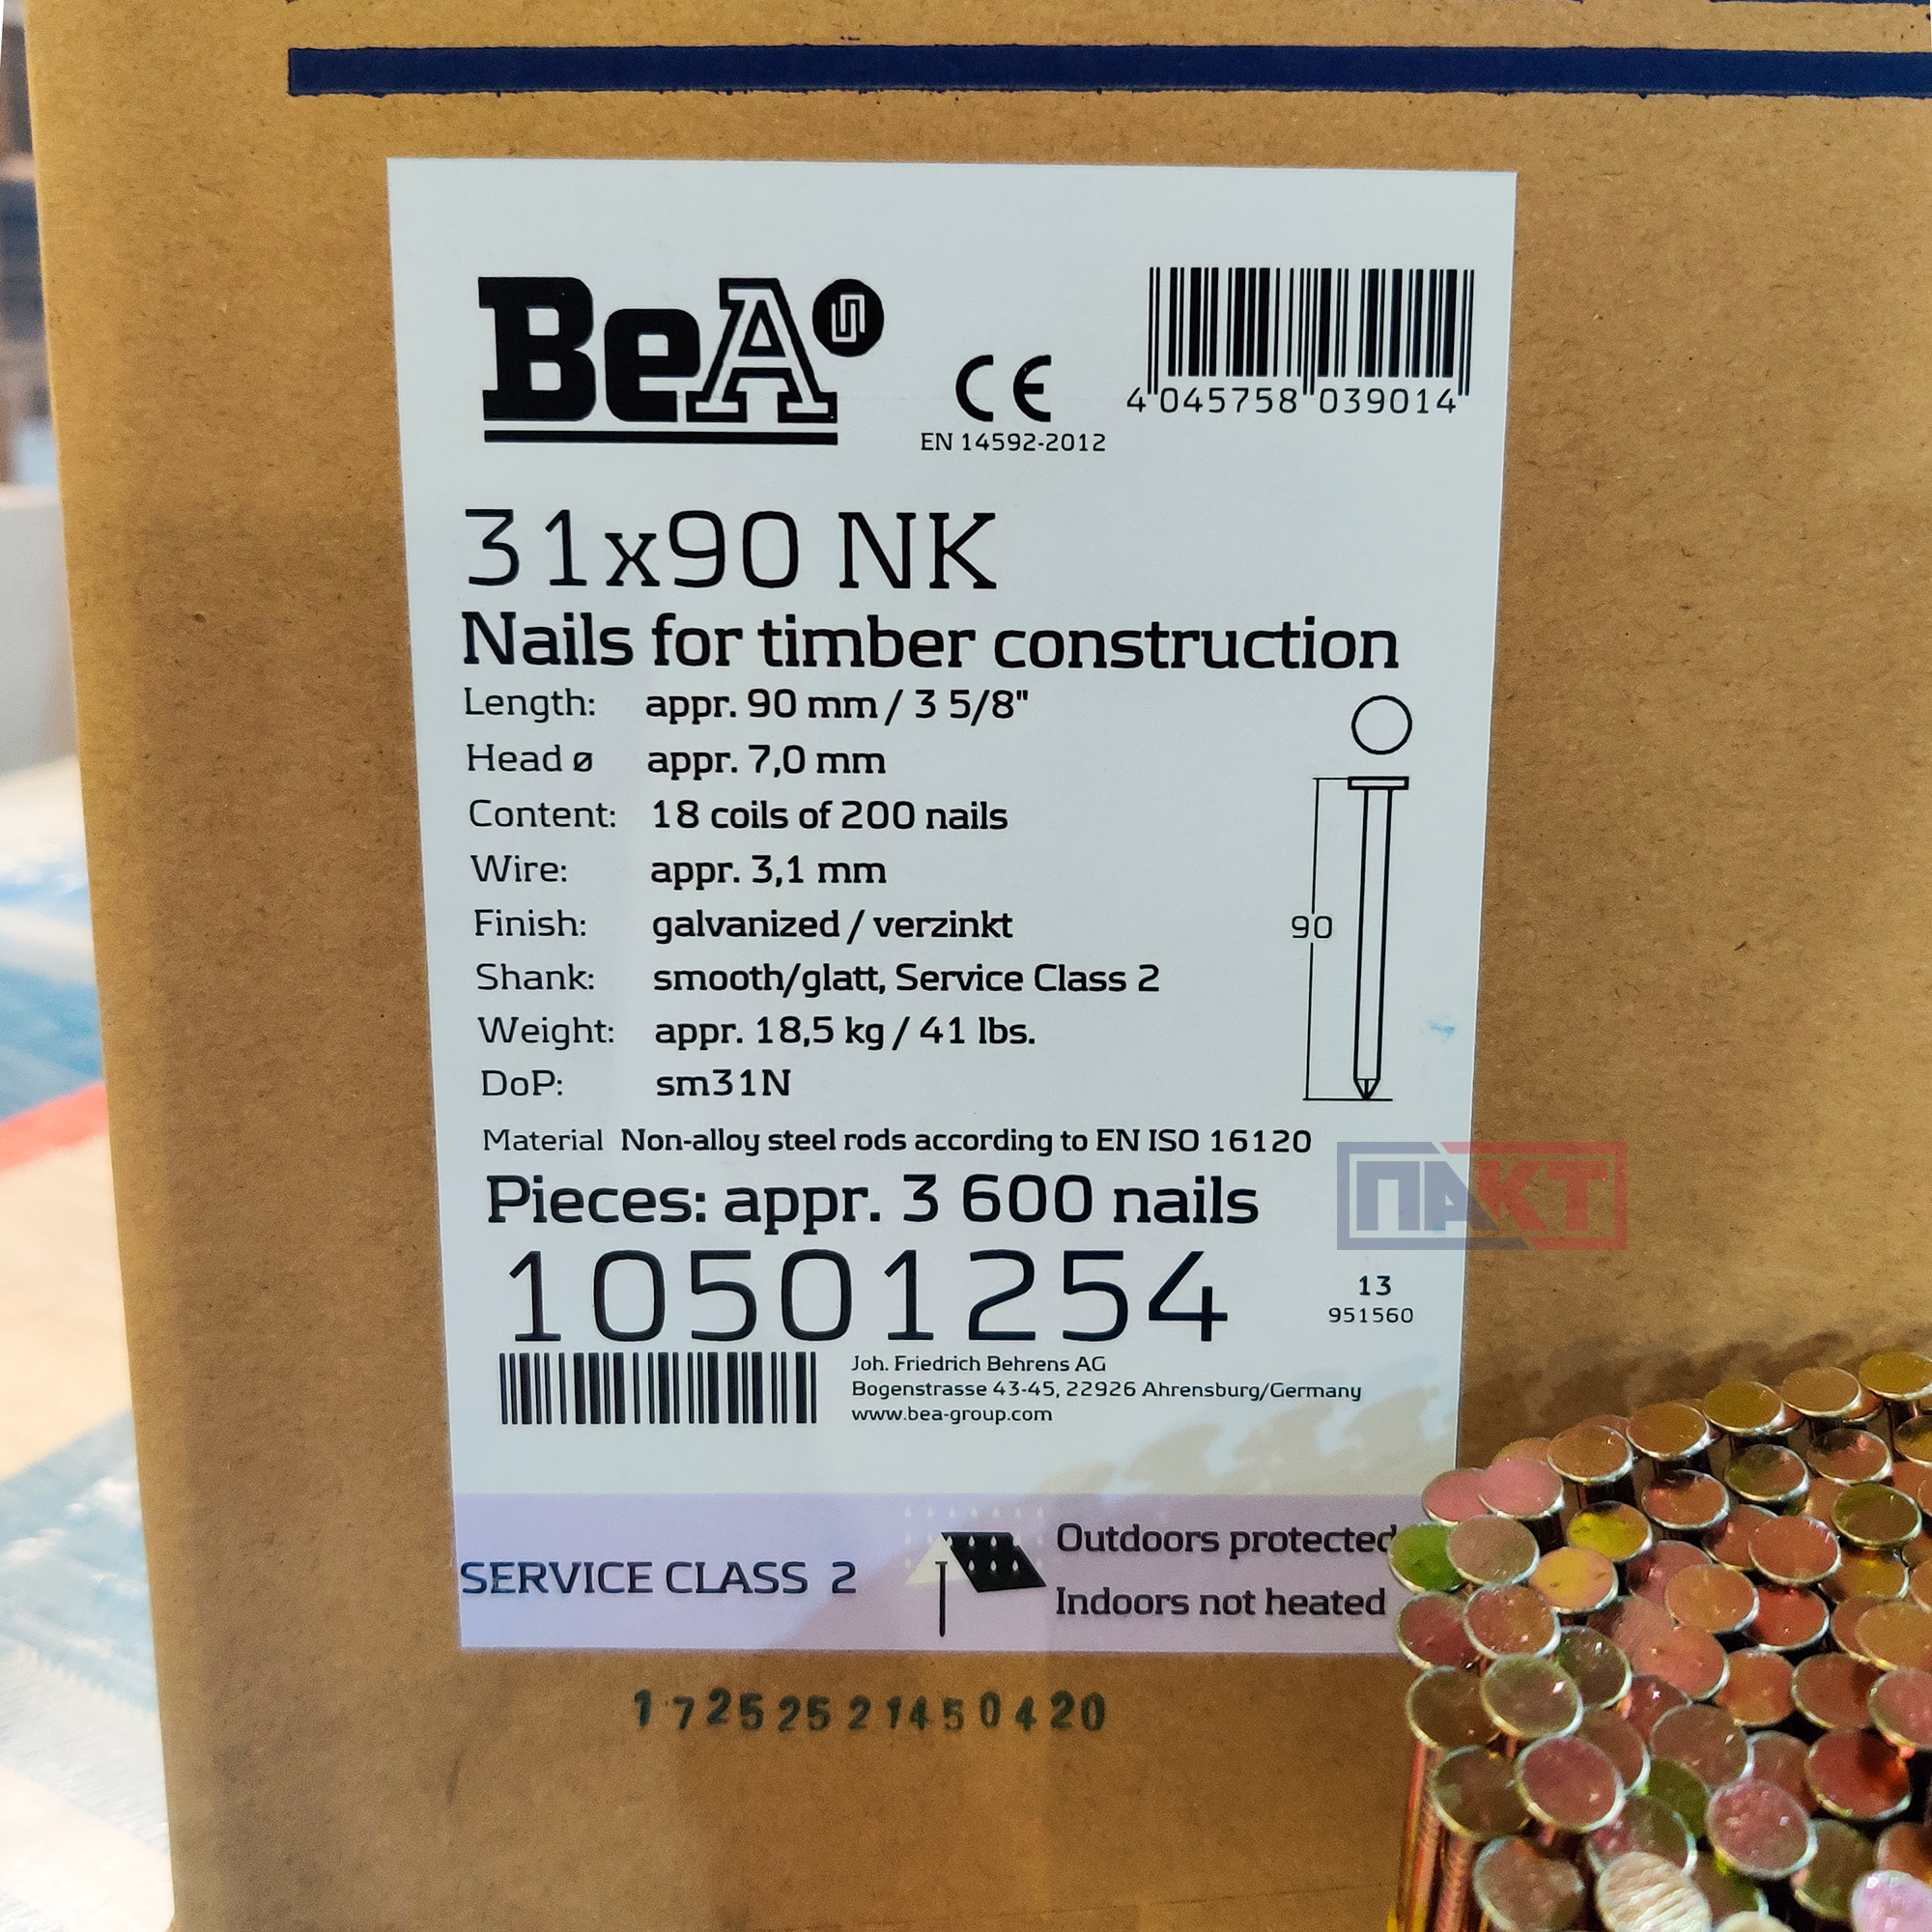 BeA
CE
EN 14592-2012
4 045758 039014
31x90 NK
Nails for timber construction
Length: appr. 90 mm / 3 5/8"
Head ø appr. 7,0 mm
Content: 18 coils of 200 nails
Wire: appr. 3,1 mm
Finish: galvanized / verzinkt
Shank: smooth/glatt, Service Class 2
Weight: appr. 18,5 kg / 41 lbs.
DoP: sm31N
90
Material Non-alloy steel rods according to EN ISO 16120
Pieces: appr. 3 600 nails
ПАКТ
10501254
13
951560
Joh. Friedrich Behrens AG
Bogenstrasse 43-45, 22926 Ahrensburg/Germany
www.bea-group.com
SERVICE CLASS 2
Outdoors protected
Indoors not heated
17252521450420